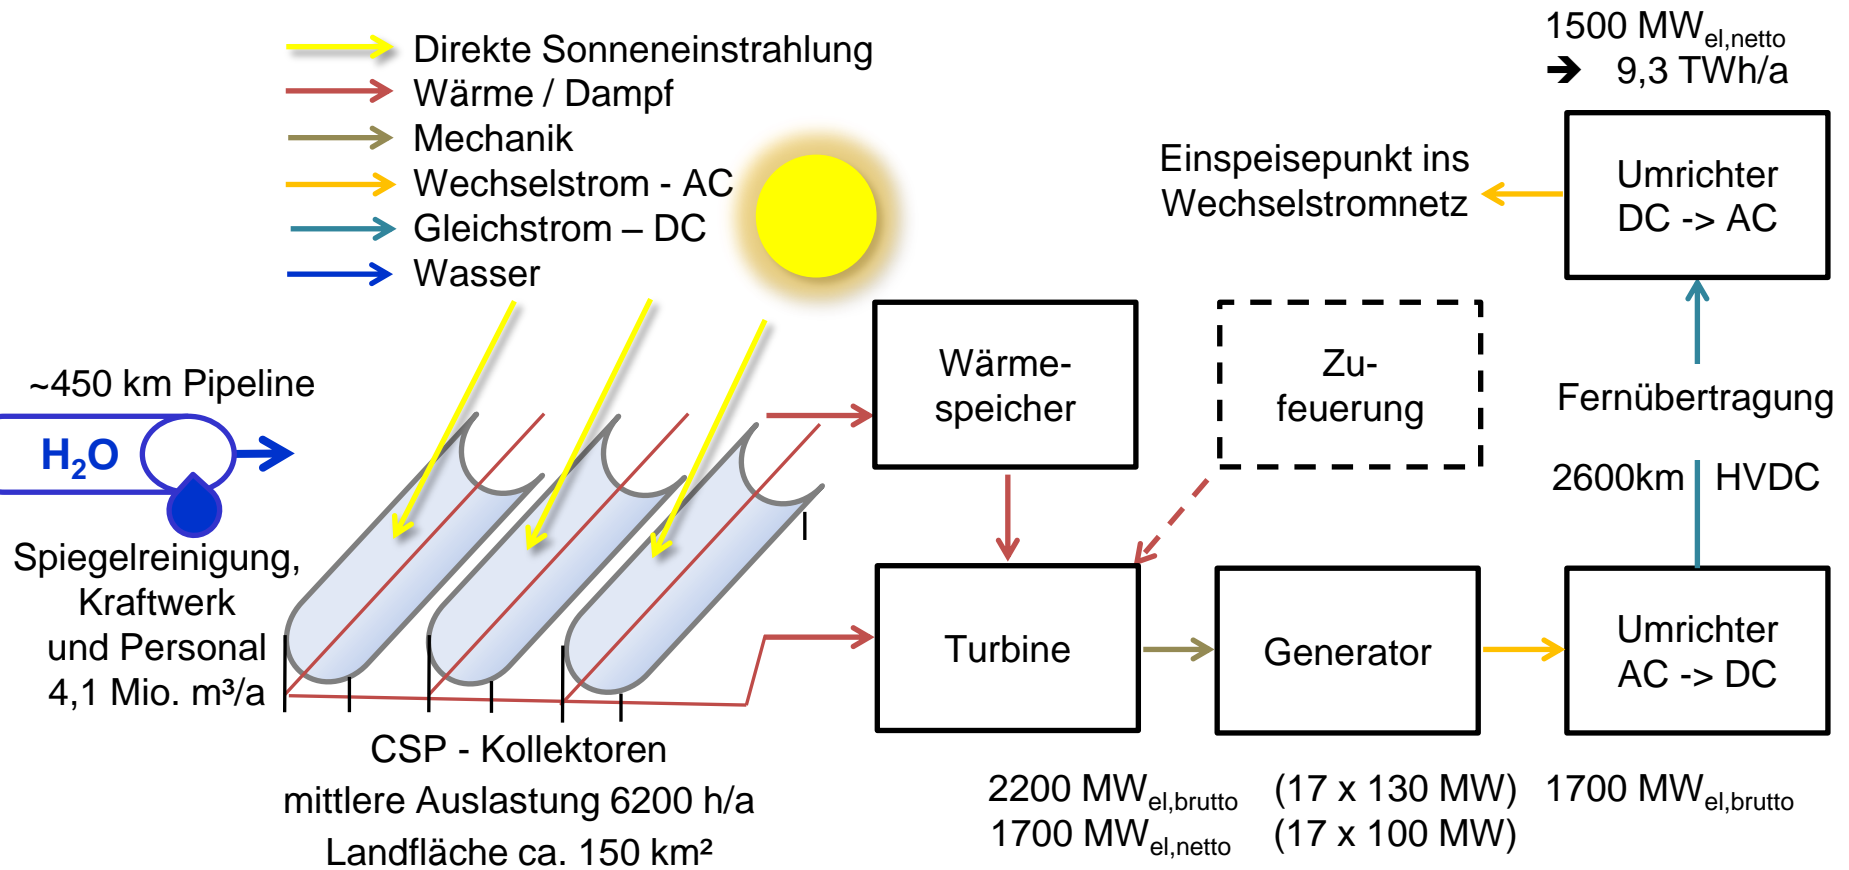 Direkte Sonneneinstrahlung
Wärme / Dampf
Mechanik
Wechselstrom - AC
Gleichstrom – DC
Wasser
1500 MWel,netto
➔ 9,3 TWh/a
Einspeisepunkt ins
Wechselstromnetz
Umrichter
DC -> AC
~450 km Pipeline
H₂O
Spiegelreinigung,
Kraftwerk
und Personal
4,1 Mio. m³/a
Wärme-
speicher
Zu-
feuerung
Fernübertragung
2600km HVDC
Turbine
Generator
Umrichter
AC -> DC
CSP - Kollektoren
mittlere Auslastung 6200 h/a
Landfläche ca. 150 km²
2200 MWel,brutto (17 x 130 MW) 1700 MWel,brutto
1700 MWel,netto (17 x 100 MW)